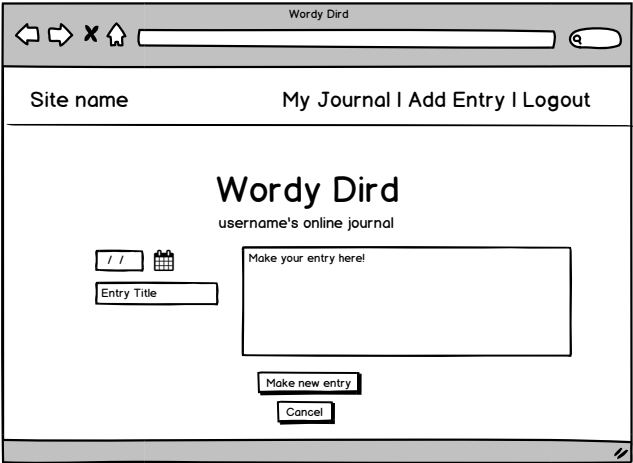 Wordy Dird
Site name
My Journal | Add Entry | Logout
Wordy Dird
username's online journal
/ /
Make your entry here!
Entry Title
Make new entry
Cancel